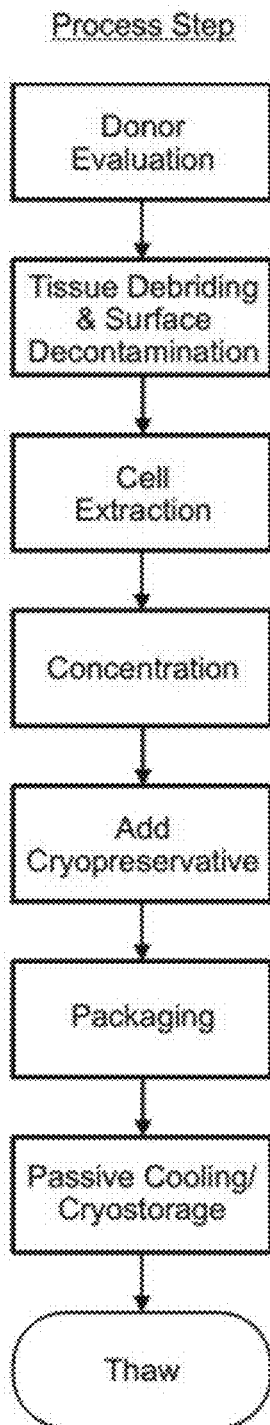 Process Step
Donor
Evaluation
Tissue Debriding
& Surface
Decontamination
Cell
Extraction
Concentration
Add
Cryopreservative
Packaging
Passive Cooling/
Cryostorage
Thaw